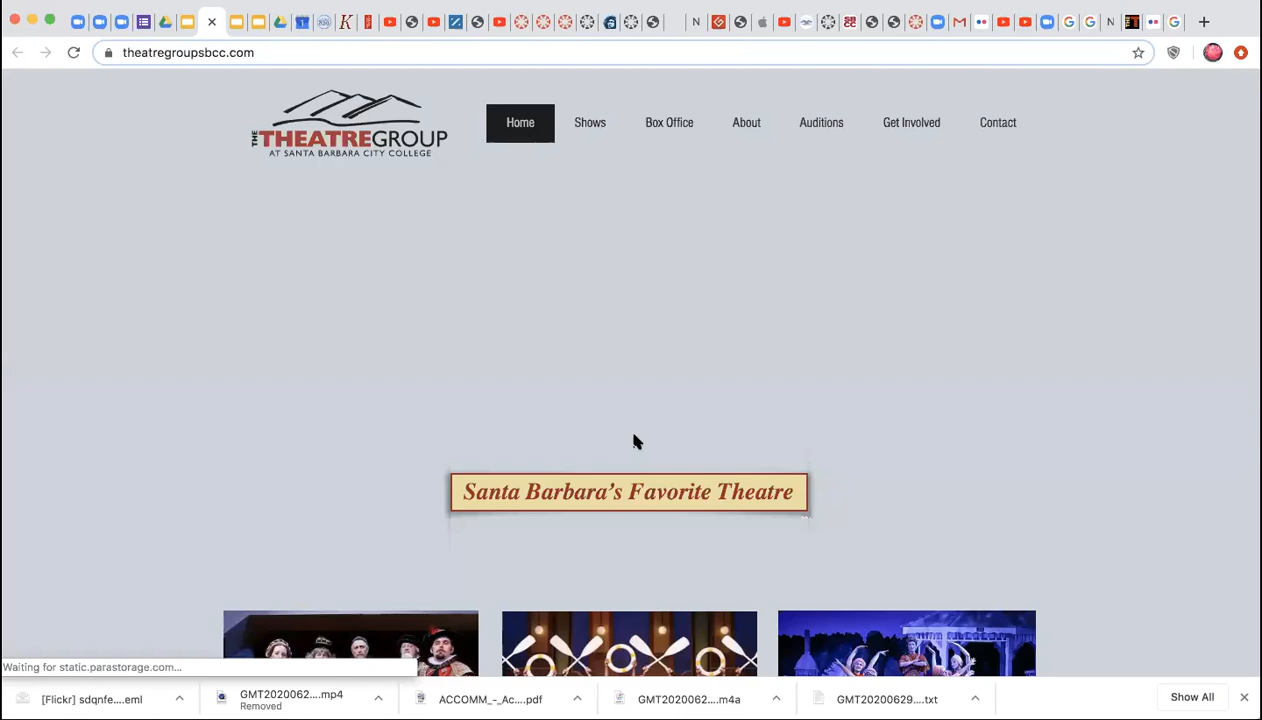 theatregroupsbcc.com
THE THEATREGROUP
AT SANTA BARBARA CITY COLLEGE
Home Shows Box Office About Auditions Get Involved Contact
Santa Barbara's Favorite Theatre
Waiting for static.parastorage.com...
[Flickr] sdqnfe....eml
GMT2020062....mp4
Removed
ACCOMM_-_Ac....pdf
GMT2020062....m4a
GMT20200629....txt
Show All